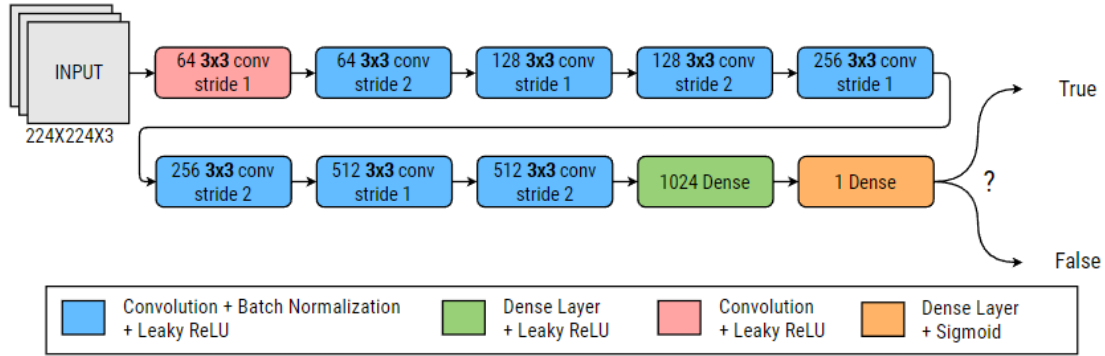 INPUT
224X224X3
64 3x3 conv
stride 1
64 3x3 conv
stride 2
128 3x3 conv
stride 1
128 3x3 conv
stride 2
256 3x3 conv
stride 1
256 3x3 conv
stride 2
512 3x3 conv
stride 1
512 3x3 conv
stride 2
1024 Dense
1 Dense
True
?
False
Convolution + Batch Normalization
+ Leaky ReLU
Dense Layer
+ Leaky ReLU
Convolution
+ Leaky ReLU
Dense Layer
+ Sigmoid